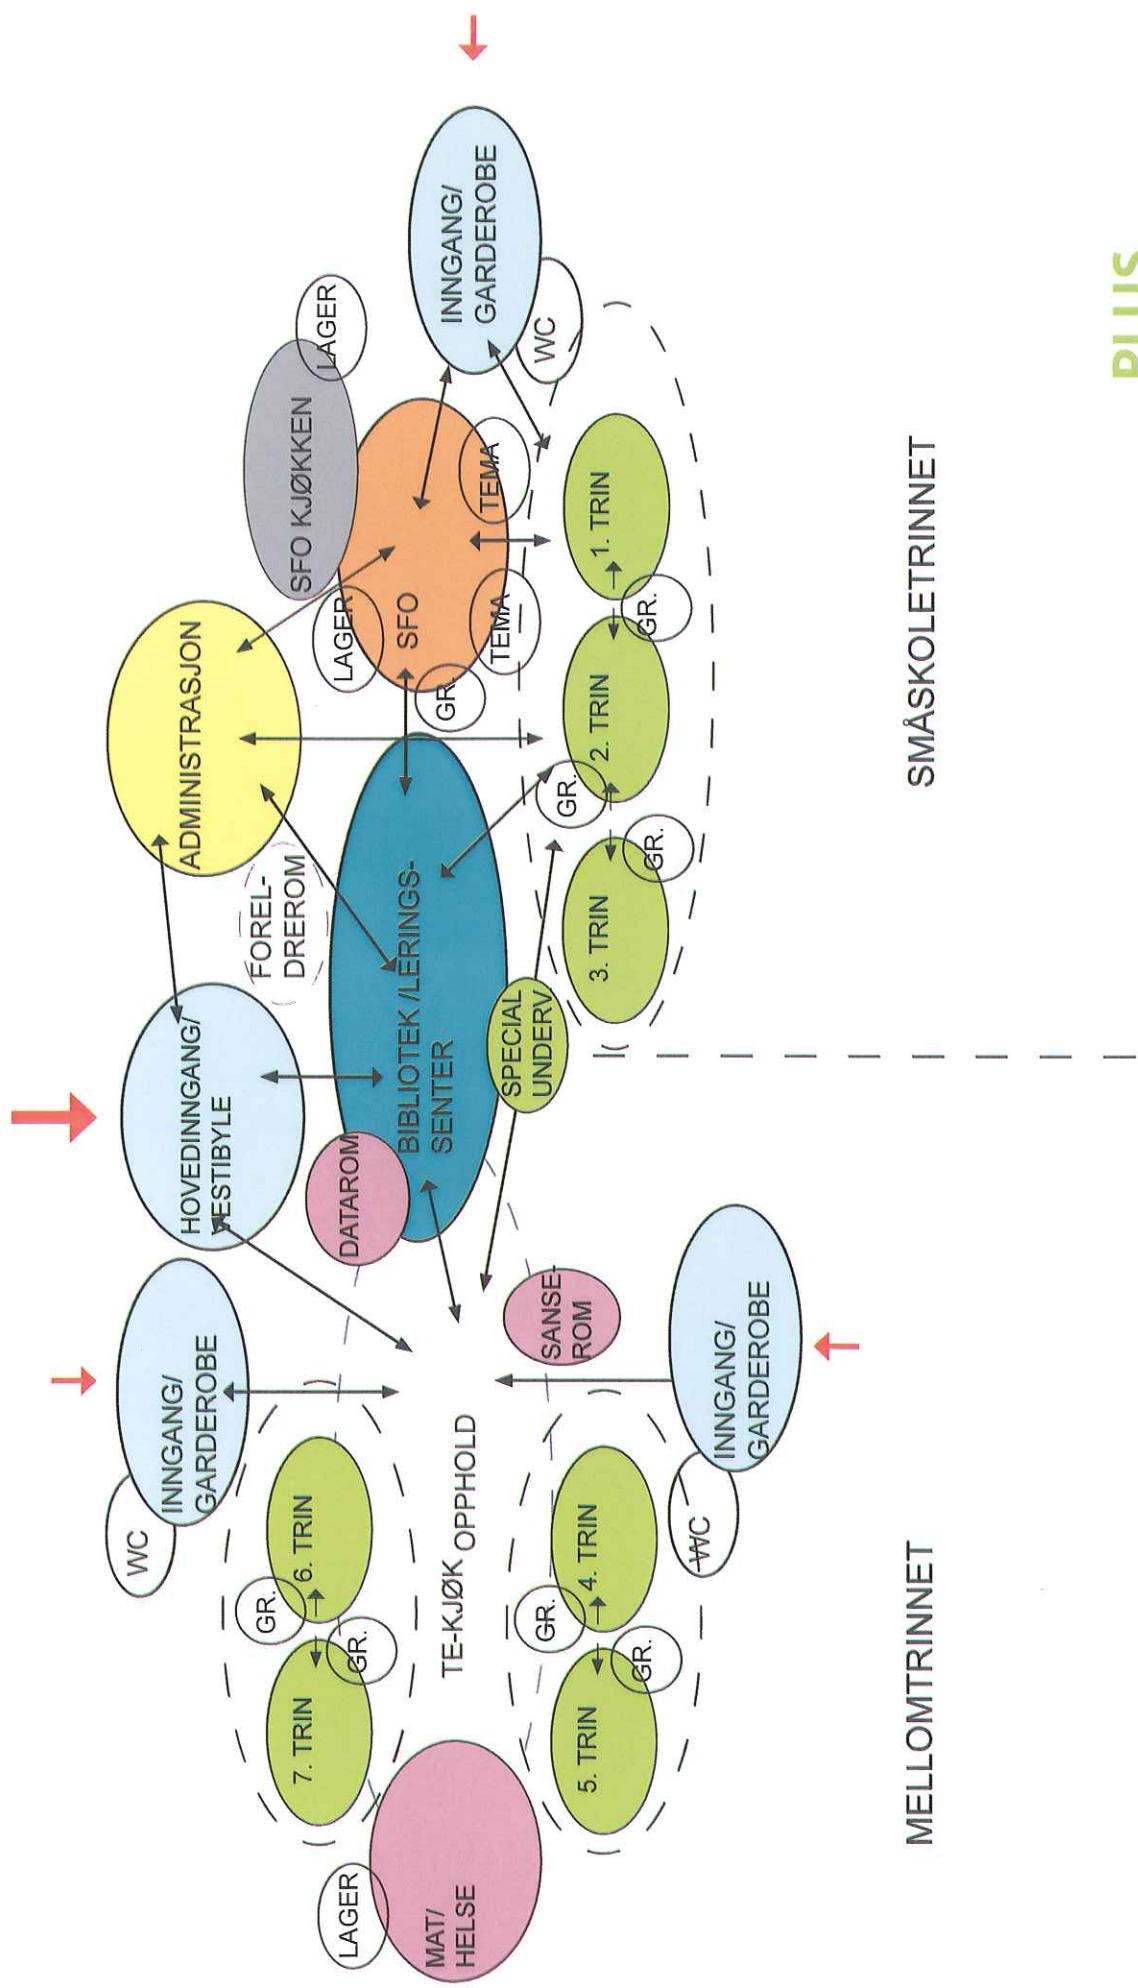 WC
INNGANG/
GARDEROBE
HOVEDINNGANG/
VESTIBYLE
ADMINISTRASJON
FOREL-
DREROM
SFO KJØKKEN
LAGER
LAGER
7. TRIN
GR.
6. TRIN
GR.
DATAROM
BIBLIOTEK /LERINGS-
SENTER
GR.
SFO
TEMA
TEMA
INNGANG/
GARDEROBE
WC
LAGER
MAT/
HELSE
TE-KJØK
OPPHOLD
SANSE-
ROM
SPECIAL
UNDERV
5. TRIN
GR.
4. TRIN
GR.
3. TRIN
GR.
2. TRIN
GR.
1. TRIN
GR.
WC
INNGANG/
GARDEROBE
MELLOMTRINNET
SMÅSKOLETRINNET
PLUS